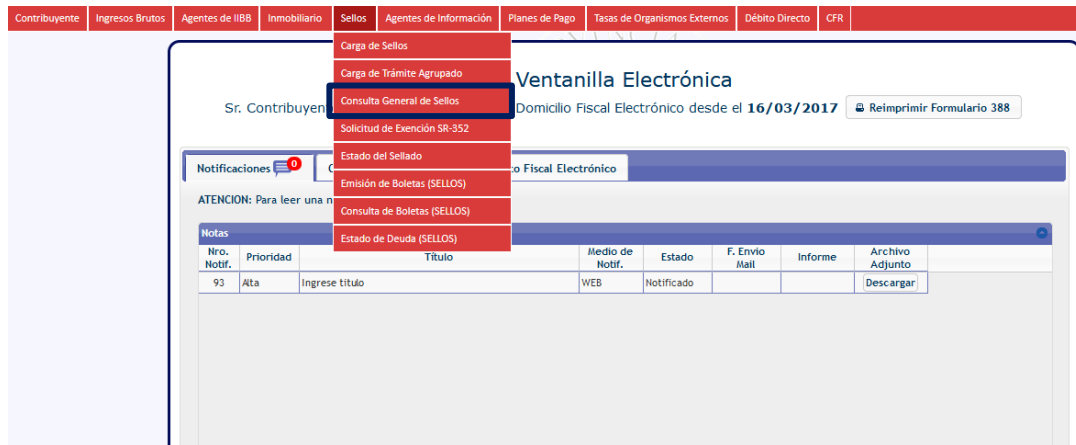 Contribuyente Ingresos Brutos Agentes de IIBB Inmobiliario Sellos Agentes de Información Planes de Pago Tasas de Organismos Externos Débito Directo CFR
Carga de Sellos
Carga de Trámite Agrupado
Consulta General de Sellos
Solicitud de Exención SR-352
Estado del Sellado
Emisión de Boletas (SELLOS)
Consulta de Boletas (SELLOS)
Estado de Deuda (SELLOS)
Ventanilla Electrónica
Sr. Contribuyen Domicilio Fiscal Electrónico desde el 16/03/2017 Reimprimir Formulario 388
Notificaciones 0 o Fiscal Electrónico
ATENCION: Para leer una n
Notas
Nro. Notif. Prioridad Título Medio de Notif. Estado F. Envio Mail Informe Archivo Adjunto
93 Alta Ingrese título WEB Notificado Descargar